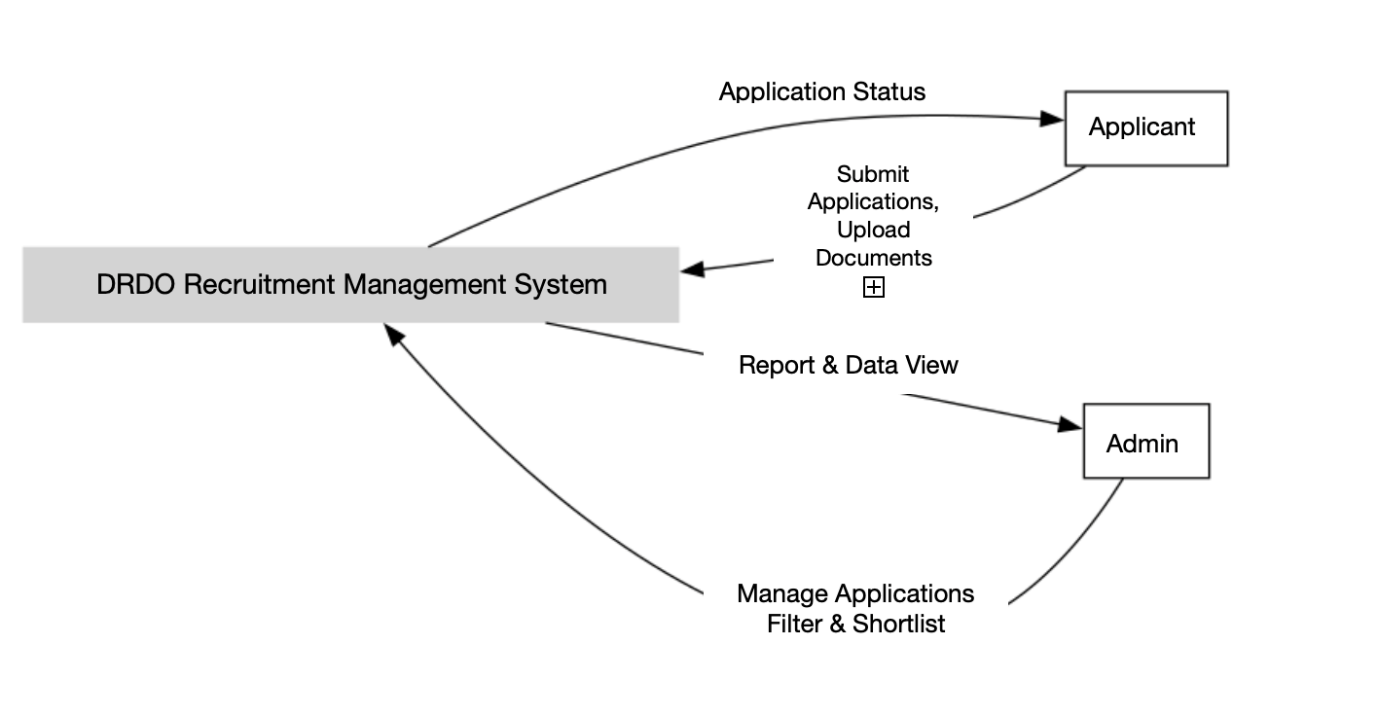 Application Status
Applicant
Submit
Applications,
Upload
Documents
DRDO Recruitment Management System
Report & Data View
Admin
Manage Applications
Filter & Shortlist